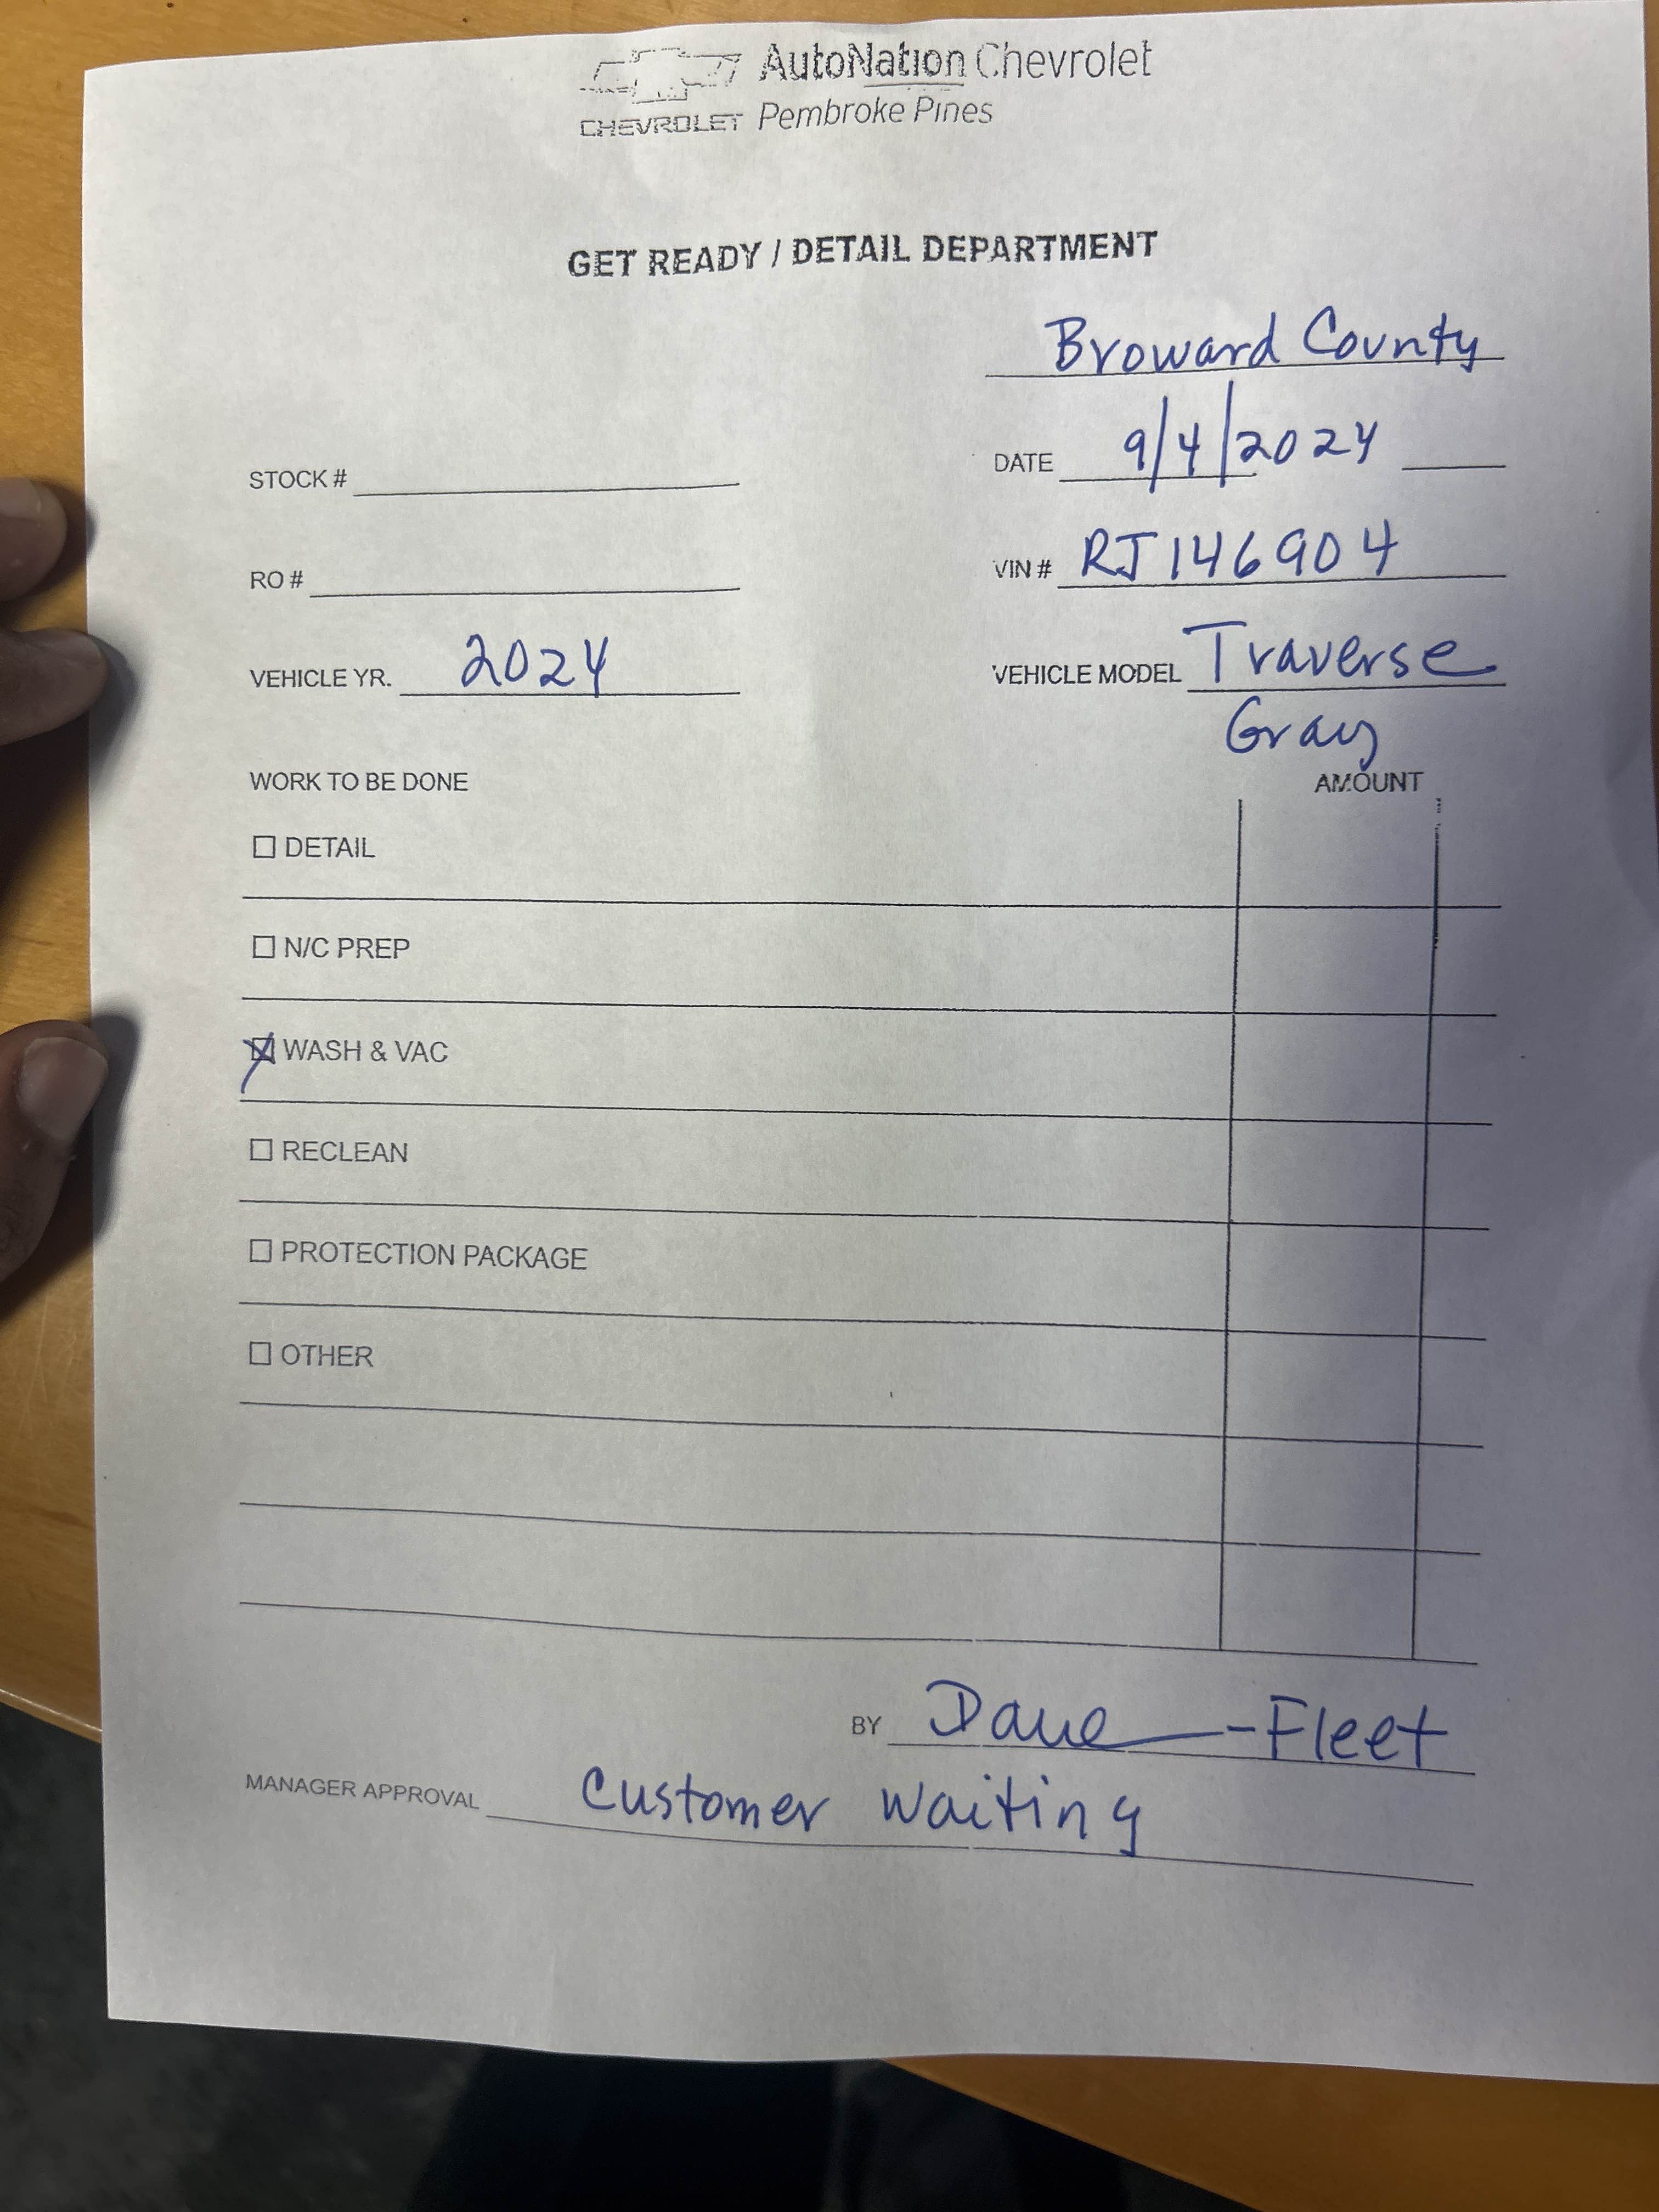 AutoNation Chevrolet
CHEVROLET Pembroke Pines
GET READY / DETAIL DEPARTMENT
Broward County
STOCK # DATE 9/4/2024
RO # VIN # RJ146904
VEHICLE YR. 2024 VEHICLE MODEL Traverse
Gray
WORK TO BE DONE AMOUNT
DETAIL
N/C PREP
WASH & VAC
RECLEAN
PROTECTION PACKAGE
OTHER
BY Dave - Fleet
MANAGER APPROVAL Customer Waiting